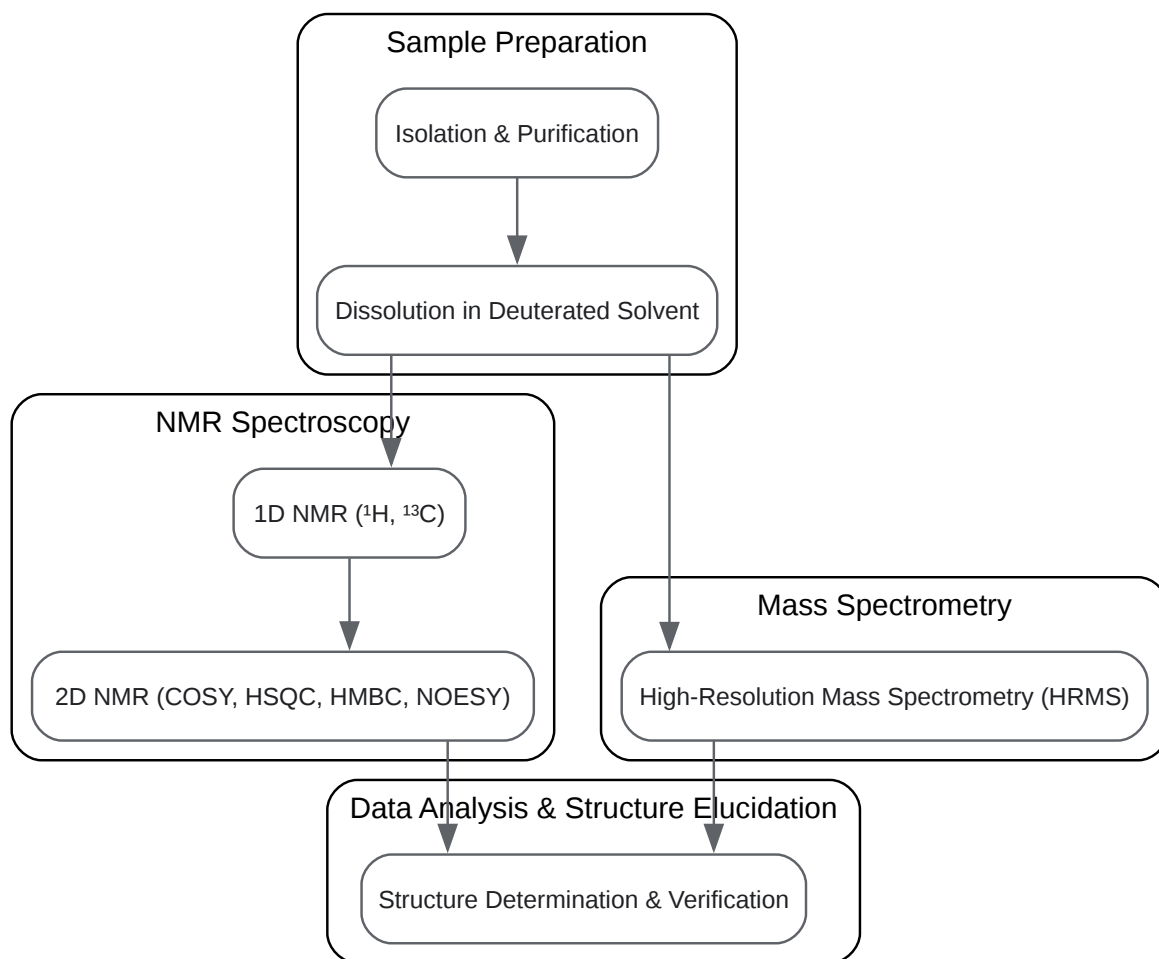 Sample Preparation
Isolation & Purification
Dissolution in Deuterated Solvent
NMR Spectroscopy
1D NMR (¹H, ¹³C)
2D NMR (COSY, HSQC, HMBC, NOESY)
Mass Spectrometry
High-Resolution Mass Spectrometry (HRMS)
Data Analysis & Structure Elucidation
Structure Determination & Verification